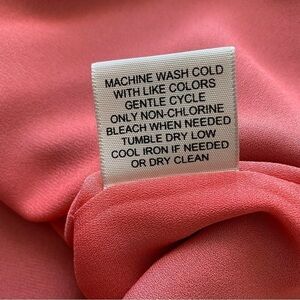 MACHINE WASH COLD
WITH LIKE COLORS
GENTLE CYCLE
ONLY NON-CHLORINE
BLEACH WHEN NEEDED
TUMBLE DRY LOW
COOL IRON IF NEEDED
OR DRY CLEAN